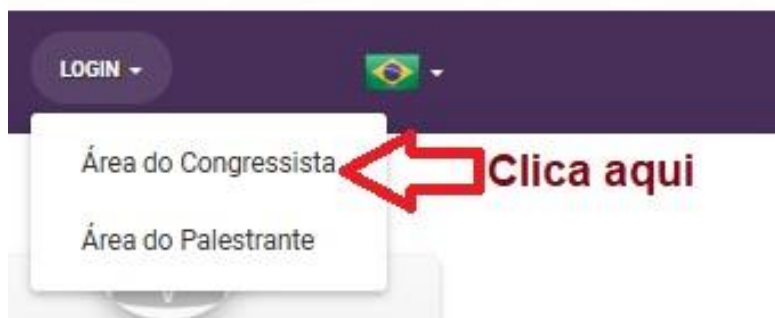 LOGIN
Área do Congressista
Clica aqui
Área do Palestrante